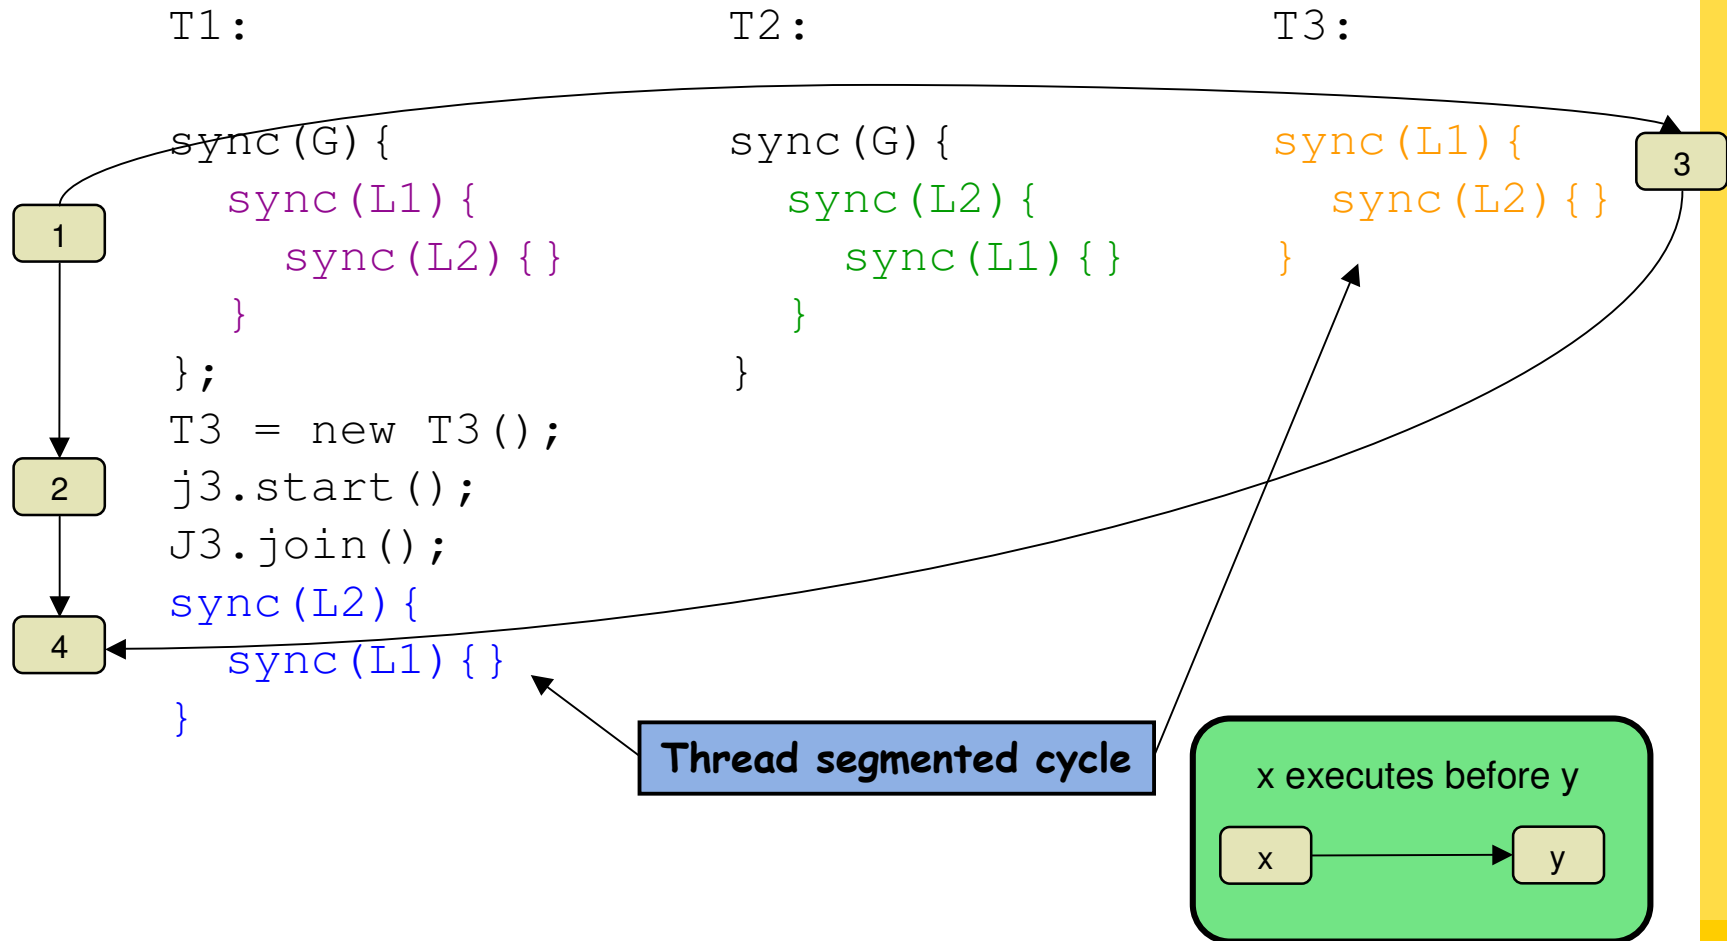 T1: T2: T3:
sync(G){ sync(G){ sync(L1){ 3
sync(L1){ sync(L2){ sync(L2){}
1
sync(L2){} sync(L1){} }
} }
}; }
T3 = new T3();
2 j3.start();
J3.join();
sync(L2){
4 sync(L1){}
}
Thread segmented cycle
x executes before y
x y